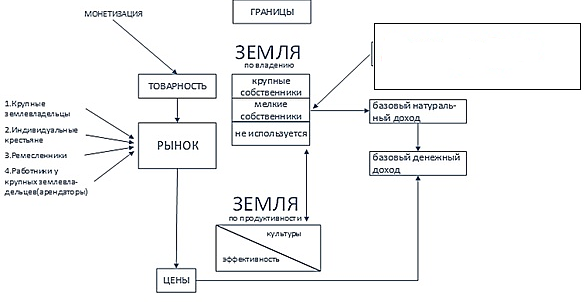 МОНЕТИЗАЦИЯ
ГРАНИЦЫ
ЗЕМЛЯ
по владению
ТОВАРНОСТЬ
крупные
собственники
мелкие
собственники
не используется
базовый натураль-
ный доход
базовый денежный
доход
1.Крупные
землевладельцы
2.Индивидуальные
крестьяне
3.Ремесленники
4.Работники у
крупных землевла-
дельцев(арендаторы)
РЫНОК
ЗЕМЛЯ
по продуктивности
культуры
эффективность
ЦЕНЫ